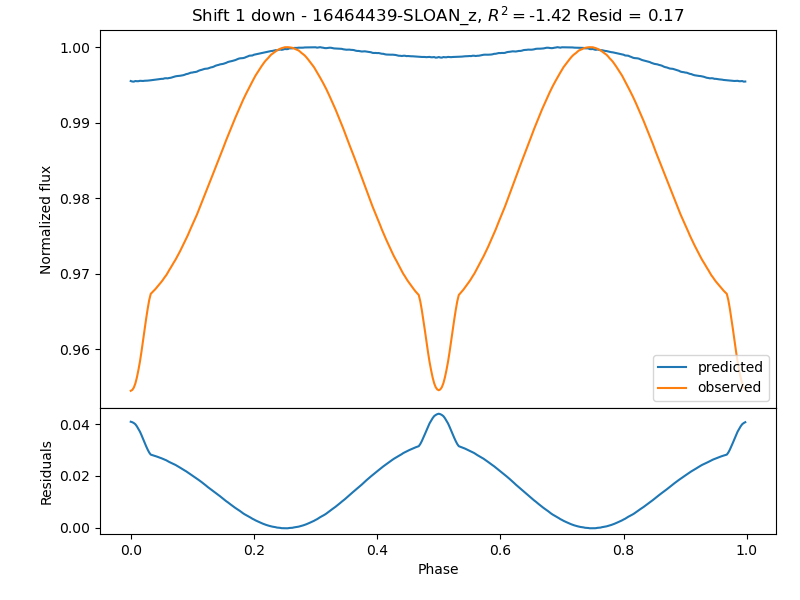 Shift 1 down - 16464439-SLOAN_z, R² = -1.42 Resid = 0.17
1.00
0.99
0.98
0.97
0.96
Normalized flux
predicted
observed
0.04
0.02
0.00
Residuals
0.0 0.2 0.4 0.6 0.8 1.0
Phase